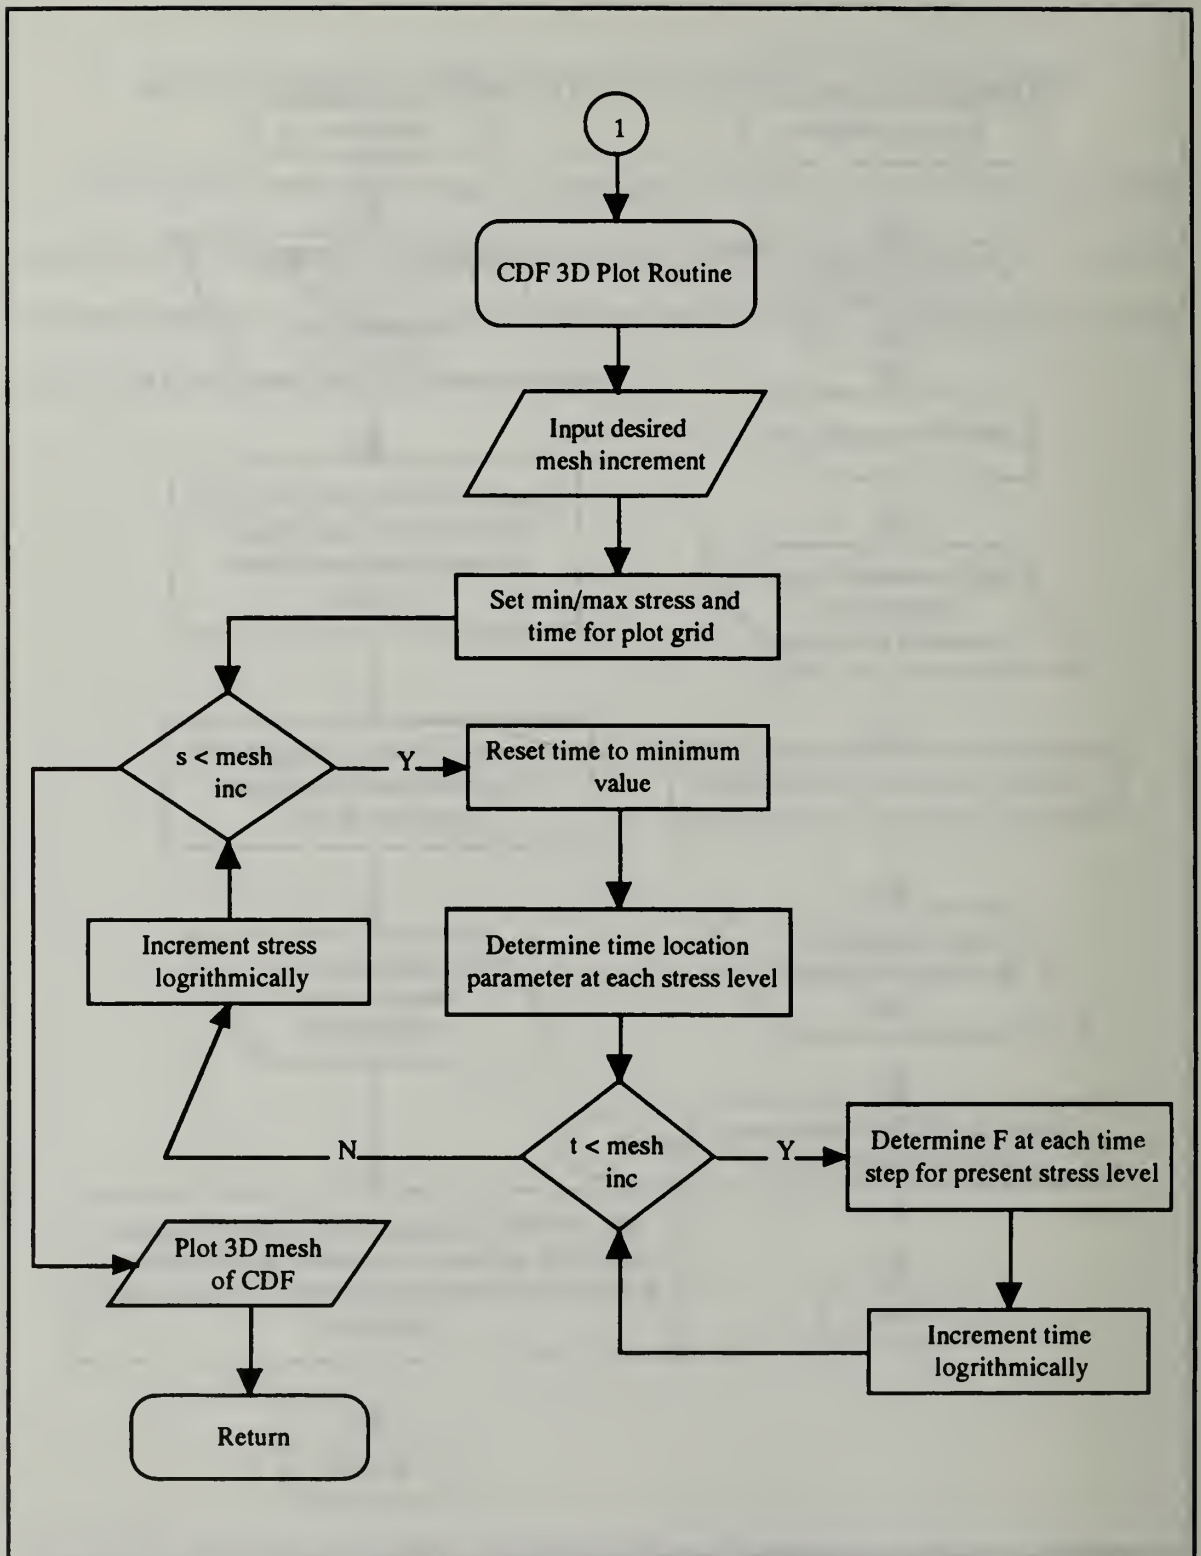 1
CDF 3D Plot Routine
Input desired
mesh increment
Set min/max stress and
time for plot grid
s < mesh
inc
Y
Reset time to minimum
value
Increment stress
logrithmically
Determine time location
parameter at each stress level
N
t < mesh
inc
Y
Determine F at each time
step for present stress level
Plot 3D mesh
of CDF
Increment time
logrithmically
Return